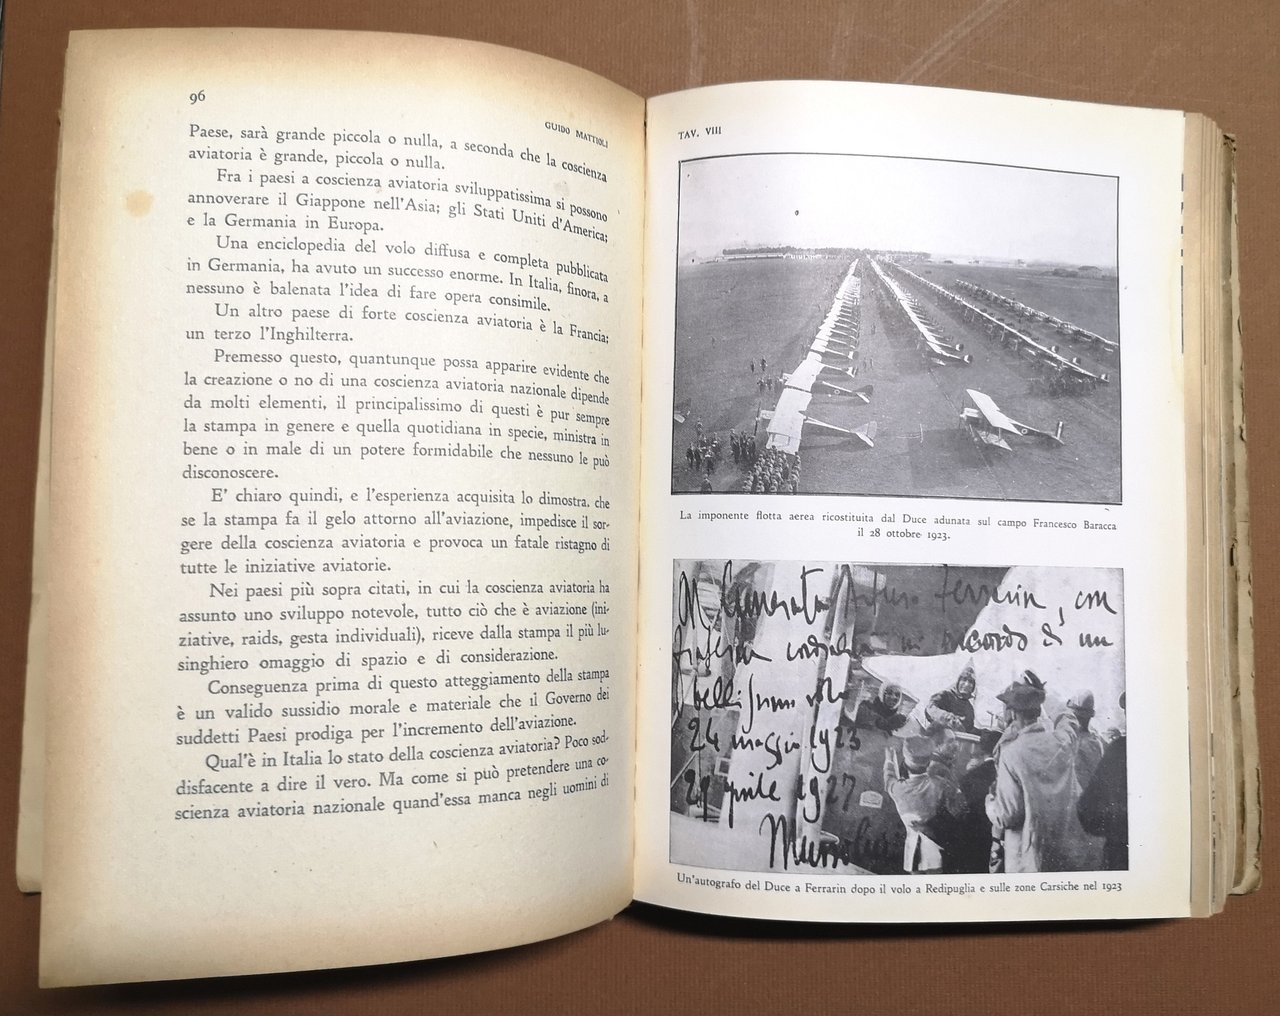 96
GUIDO MATTIOLI
Paese, sarà grande piccola o nulla, a seconda che la coscienza
aviatoria è grande, piccola o nulla.
Fra i paesi a coscienza aviatoria sviluppatissima si possono
annoverare il Giappone nell'Asia; gli Stati Uniti d'America;
e la Germania in Europa.
Una enciclopedia del volo diffusa e completa pubblicata
in Germania, ha avuto un successo enorme. In Italia, finora, a
nessuno è balenata l'idea di fare opera consimile.
Un altro paese di forte coscienza aviatoria è la Francia;
un terzo l'Inghilterra.
Premesso questo, quantunque possa apparire evidente che
la creazione o no di una coscienza aviatoria nazionale dipende
da molti elementi, il principalissimo di questi è pur sempre
la stampa in genere e quella quotidiana in specie, ministra in
bene o in male di un potere formidabile che nessuno le può
disconoscere.
E' chiaro quindi, e l'esperienza acquisita lo dimostra, che
se la stampa fa il gelo attorno all'aviazione, impedisce il sor-
gere della coscienza aviatoria e provoca un fatale ristagno di
tutte le iniziative aviatorie.
Nei paesi più sopra citati, in cui la coscienza aviatoria ha
assunto uno sviluppo notevole, tutto ciò che è aviazione (ini-
ziative, raids, gesta individuali), riceve dalla stampa il più lu-
singhiero omaggio di spazio e di considerazione.
Conseguenza prima di questo atteggiamento della stampa
è un valido sussidio morale e materiale che il Governo dei
suddetti Paesi prodiga per l'incremento dell'aviazione.
Qual'è in Italia lo stato della coscienza aviatoria? Poco sod-
disfacente a dire il vero. Ma come si può pretendere una co-
scienza aviatoria nazionale quand'essa manca negli uomini di
TAV. VIII
La imponente flotta aerea ricostituita dal Duce adunata sul campo Francesco Baracca
il 28 ottobre 1923.
Al Camerata Arturo Ferrarin, con
ricordo di un
bellissimo volo
24 maggio 1923
29 aprile 1927
Mussolini
Un'autografo del Duce a Ferrarin dopo il volo a Redipuglia e sulle zone Carsiche nel 1923